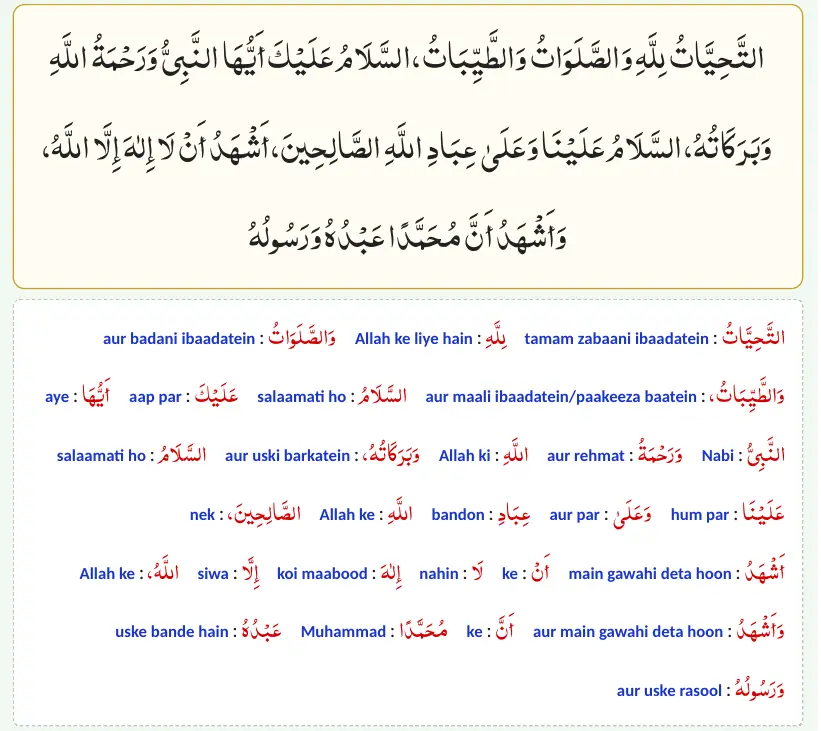 التَّحِيَّاتُ لِلَّهِ وَالصَّلَوَاتُ وَالطَّيِّبَاتُ، السَّلَامُ عَلَيْكَ أَيُّهَا النَّبِيُّ وَرَحْمَةُ اللَّهِ
وَبَرَكَاتُهُ، السَّلَامُ عَلَيْنَا وَعَلَىٰ عِبَادِ اللَّهِ الصَّالِحِينَ، أَشْهَدُ أَنْ لَا إِلٰهَ إِلَّا اللَّهُ،
وَأَشْهَدُ أَنَّ مُحَمَّدًا عَبْدُهُ وَرَسُولُهُ
التَّحِيَّاتُ : tamam zabaani ibaadatein لِلَّهِ : Allah ke liye hain وَالصَّلَوَاتُ : aur badani ibaadatein
وَالطَّيِّبَاتُ، : aur maali ibaadatein/paakeeza baatein السَّلَامُ : salaamati ho عَلَيْكَ : aap par أَيُّهَا : aye
النَّبِيُّ : Nabi وَرَحْمَةُ : aur rehmat اللَّهِ : Allah ki وَبَرَكَاتُهُ، : aur uski barkatein السَّلَامُ : salaamati ho
عَلَيْنَا : hum par وَعَلَىٰ : aur par عِبَادِ : bandon اللَّهِ : Allah ke الصَّالِحِينَ، : nek
أَشْهَدُ : main gawahi deta hoon أَنْ : ke لَا : nahin إِلٰهَ : koi maabood إِلَّا : siwa اللَّهُ، : Allah ke
وَأَشْهَدُ : aur main gawahi deta hoon أَنَّ : ke مُحَمَّدًا : Muhammad عَبْدُهُ : uske bande hain
وَرَسُولُهُ : aur uske rasool